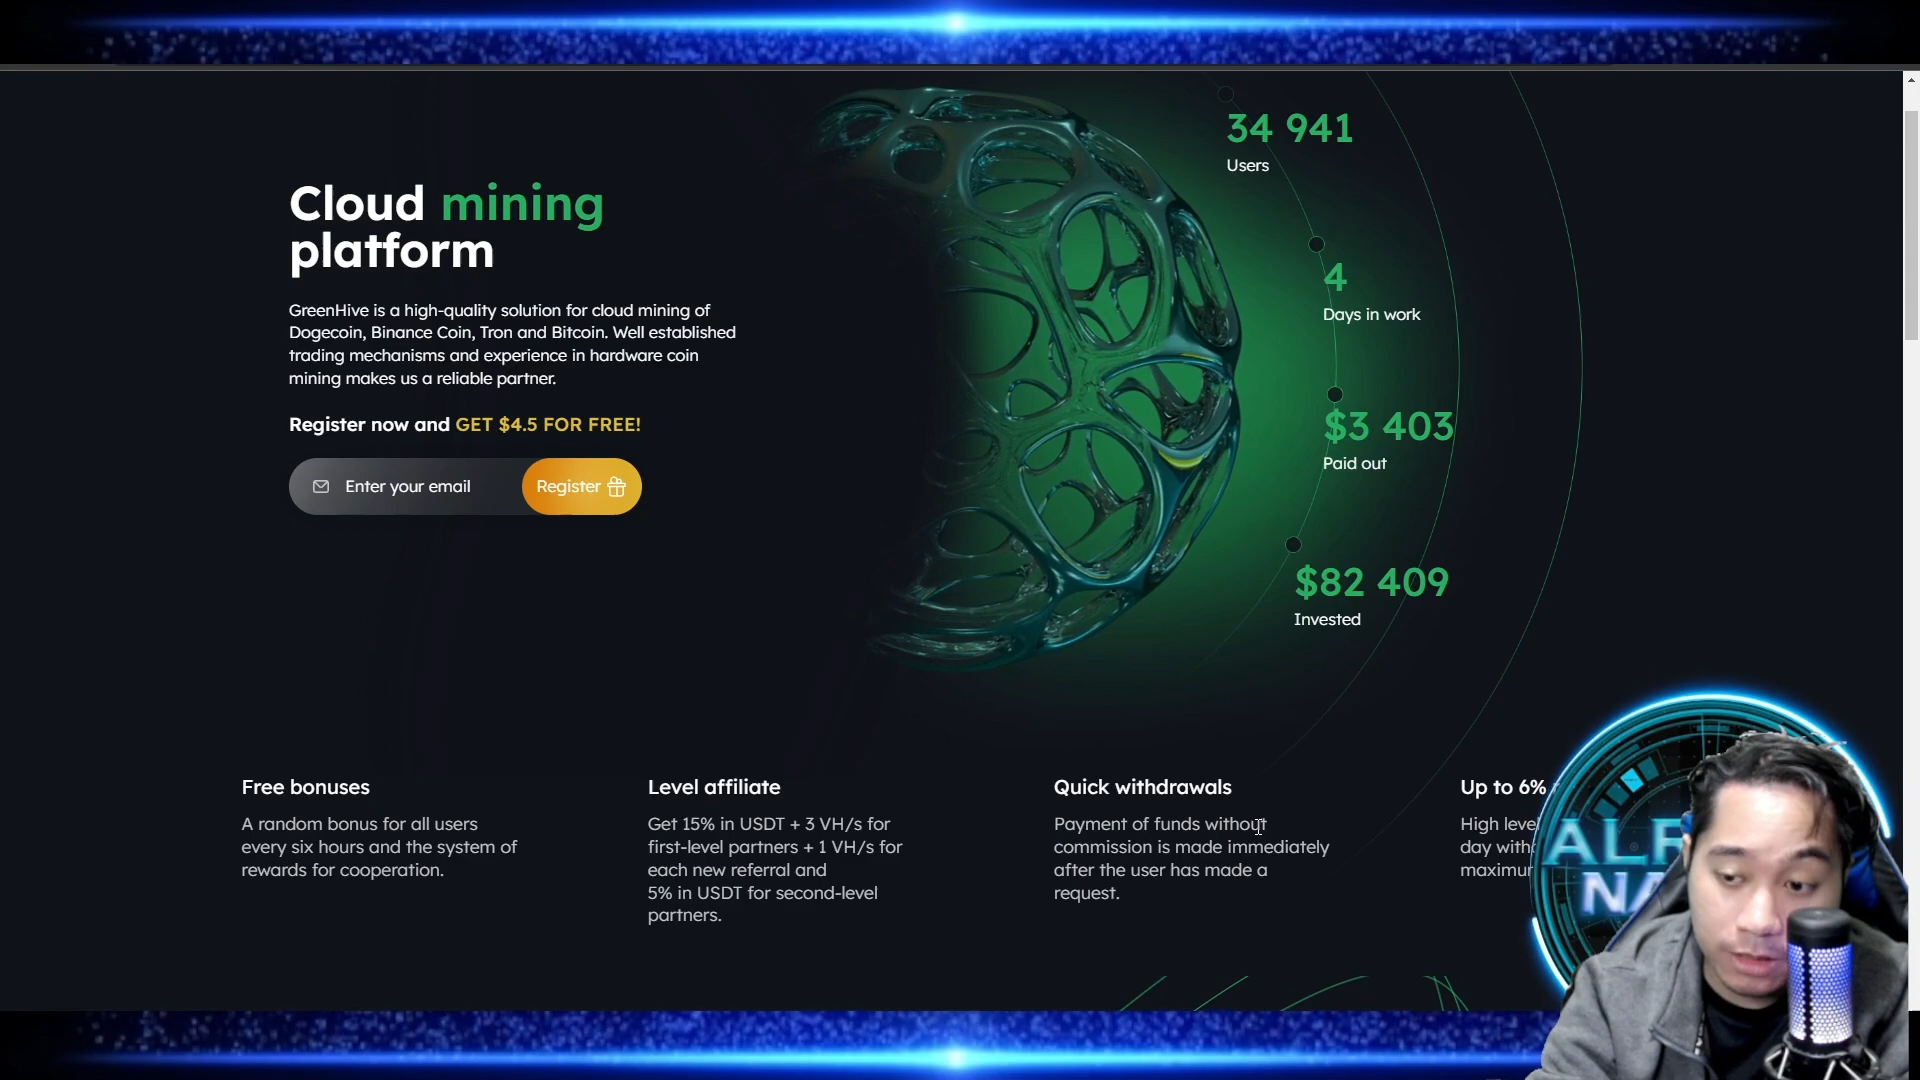 Cloud mining
platform
GreenHive is a high-quality solution for cloud mining of
Dogecoin, Binance Coin, Tron and Bitcoin. Well established
trading mechanisms and experience in hardware coin
mining makes us a reliable partner.
Register now and GET $4.5 FOR FREE!
Enter your email
Register
34 941
Users
4
Days in work
$3 403
Paid out
$82 409
Invested
Free bonuses
A random bonus for all users
every six hours and the system of
rewards for cooperation.
Level affiliate
Get 15% in USDT + 3 VH/s for
first-level partners + 1 VH/s for
each new referral and
5% in USDT for second-level
partners.
Quick withdrawals
Payment of funds without
commission is made immediately
after the user has made a
request.
Up to 6%
High level
day